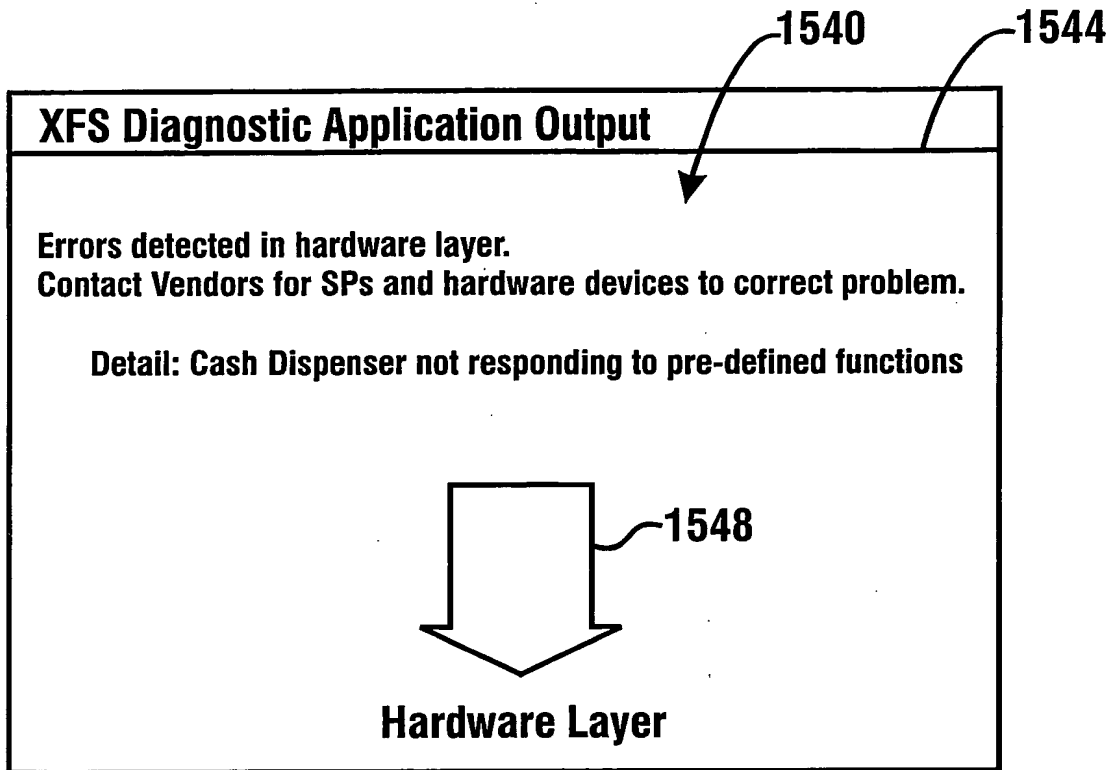 1540
1544
XFS Diagnostic Application Output
Errors detected in hardware layer.
Contact Vendors for SPs and hardware devices to correct problem.
Detail: Cash Dispenser not responding to pre-defined functions
1548
Hardware Layer